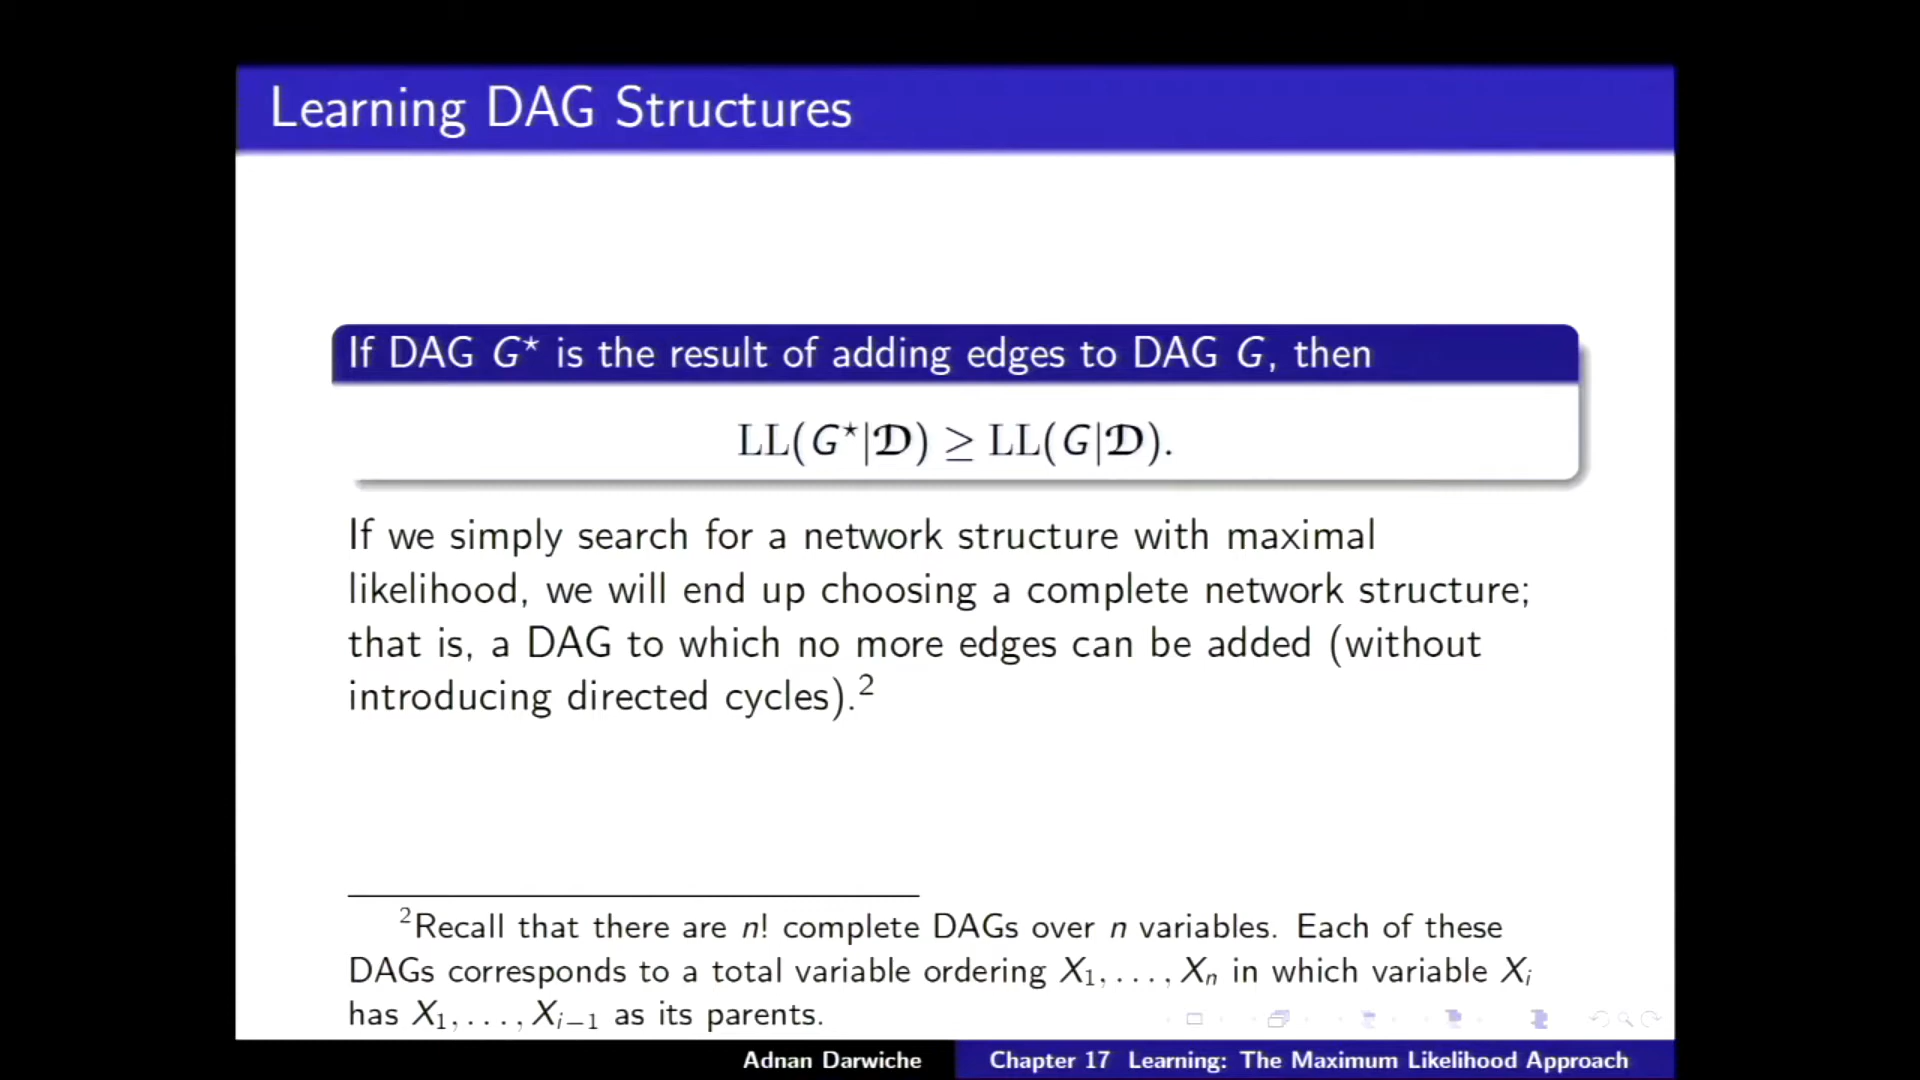 Learning DAG Structures
If DAG G⋆ is the result of adding edges to DAG G, then
LL(G⋆|𝒟) ≥ LL(G|𝒟).
If we simply search for a network structure with maximal
likelihood, we will end up choosing a complete network structure;
that is, a DAG to which no more edges can be added (without
introducing directed cycles).²
²Recall that there are n! complete DAGs over n variables. Each of these
DAGs corresponds to a total variable ordering X₁, . . . , Xₙ in which variable Xᵢ
has X₁, . . . , Xᵢ₋₁ as its parents.
Adnan Darwiche
Chapter 17 Learning: The Maximum Likelihood Approach